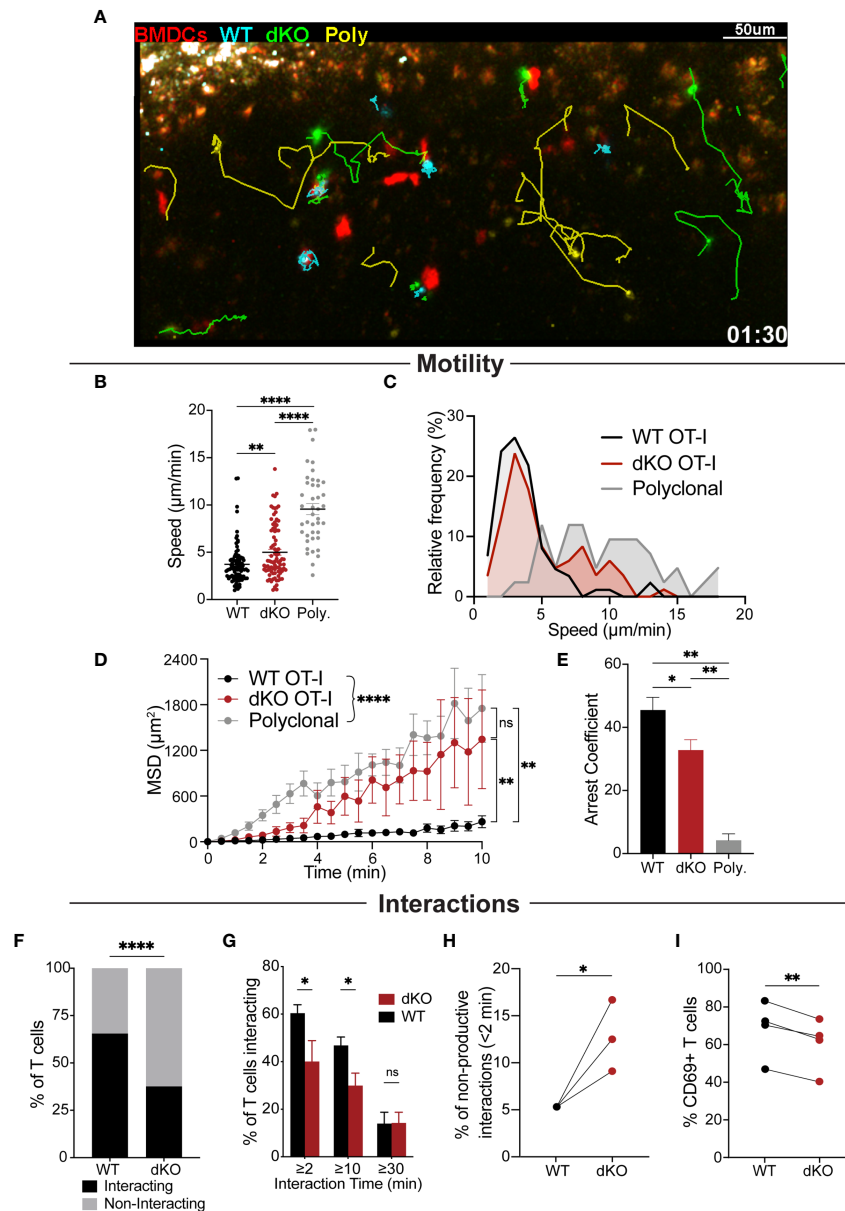 A
BMDCs WT dKO Poly
50um
01:30
Motility
B
Speed (µm/min)
20
15
10
5
0
****
****
**
WT dKO Poly.
C
Relative frequency (%)
30
20
10
0
WT OT-I
dKO OT-I
Polyclonal
0 5 10 15 20
Speed (µm/min)
D
MSD (µm²)
2400
1800
1200
600
0
WT OT-I
dKO OT-I
Polyclonal
****
ns
**
**
0 2 4 6 8 10
Time (min)
E
Arrest Coefficient
60
40
20
0
**
* **
WT dKO Poly.
Interactions
F
% of T cells
100
75
50
25
0
****
WT dKO
Interacting
Non-Interacting
G
% of T cells interacting
80
60
40
20
0
* *
ns
dKO
WT
≥2 ≥10 ≥30
Interaction Time (min)
H
% of non-productive
interactions (<2 min)
20
15
10
5
0
*
WT dKO
I
% CD69+ T cells
100
80
60
40
20
0
**
WT dKO